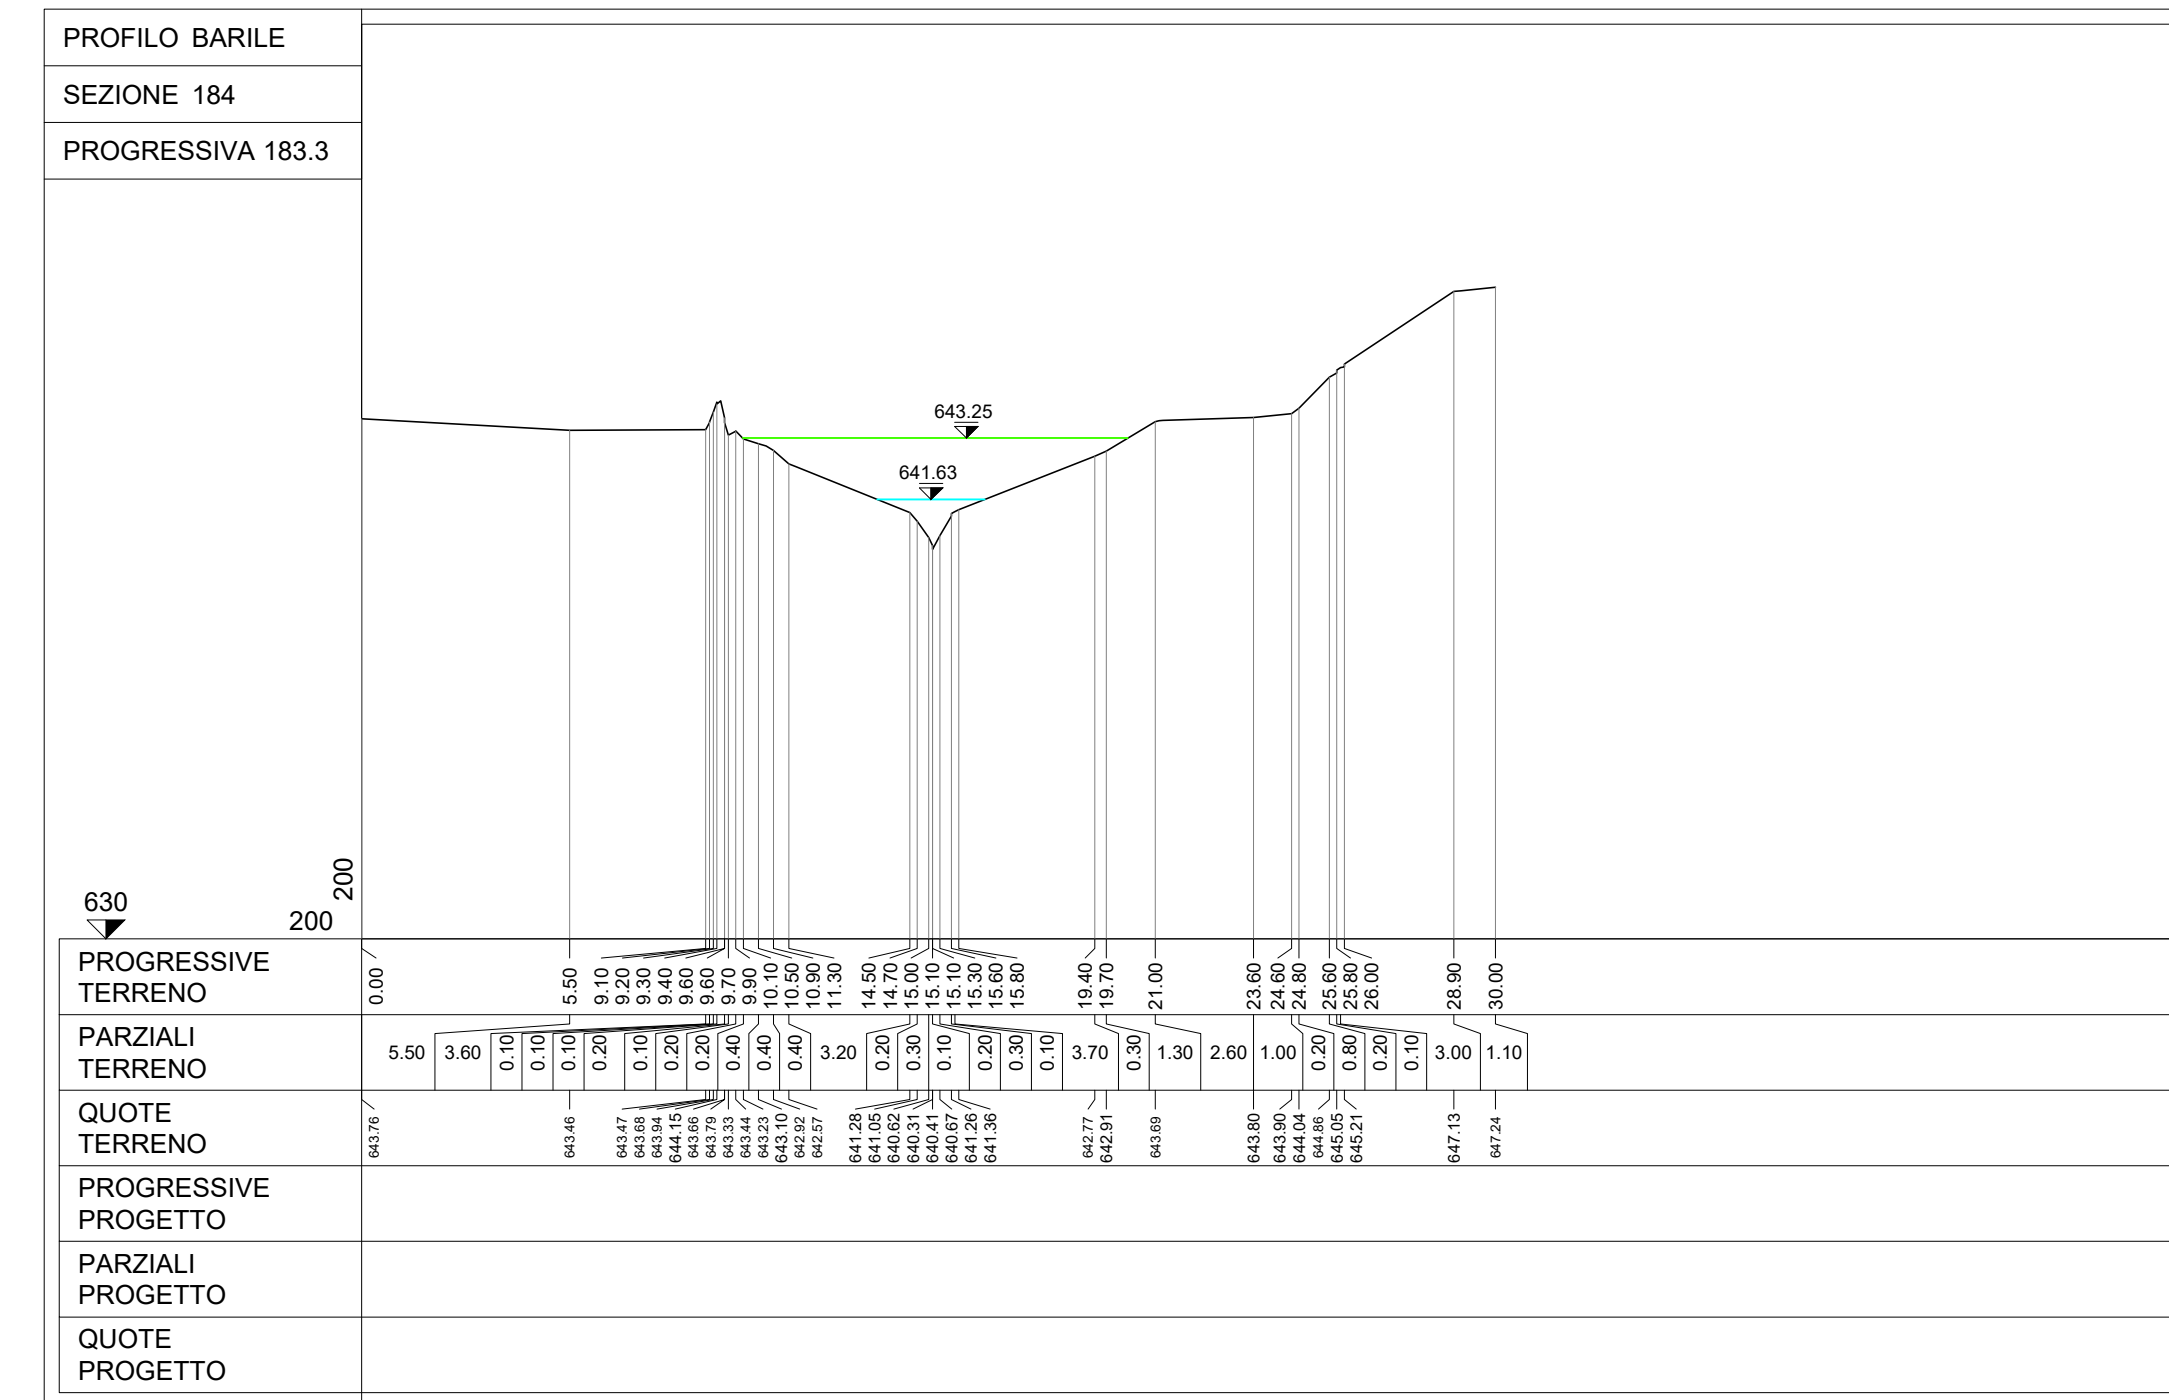 PROFILO BARILE
SEZIONE 184
PROGRESSIVA 183.3
643.25
641.63
200
630
200
PROGRESSIVE
TERRENO
0.00 5.50 9.10 9.20 9.30 9.40 9.60 9.60 9.70 9.90 10.10 10.50 10.90 11.30 14.50 14.70 15.00 15.10 15.10 15.30 15.60 15.80 19.40 19.70 21.00 23.60 24.60 24.80 25.60 25.80 26.00 28.90 30.00
PARZIALI
TERRENO
5.50 3.60 0.10 0.10 0.10 0.20 0.10 0.20 0.20 0.40 0.40 0.40 3.20 0.20 0.30 0.10 0.20 0.30 0.10 3.70 0.30 1.30 2.60 1.00 0.20 0.80 0.20 0.10 3.00 1.10
QUOTE
TERRENO
643.76 643.46 643.47 643.68 643.94 644.15 643.66 643.79 643.33 643.44 643.23 643.10 642.92 642.57 641.28 641.05 640.62 640.31 640.41 640.67 641.26 641.36 642.77 642.91 643.69 643.80 643.90 644.04 644.86 645.05 645.21 647.13 647.24
PROGRESSIVE
PROGETTO
PARZIALI
PROGETTO
QUOTE
PROGETTO